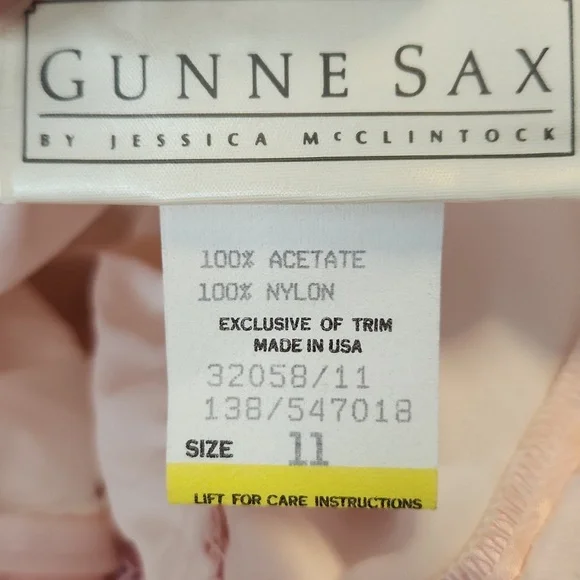 GUNNE SAX
BY JESSICA McCLINTOCK
100% ACETATE
100% NYLON
EXCLUSIVE OF TRIM
MADE IN USA
32058/11
138/547018
SIZE 11
LIFT FOR CARE INSTRUCTIONS